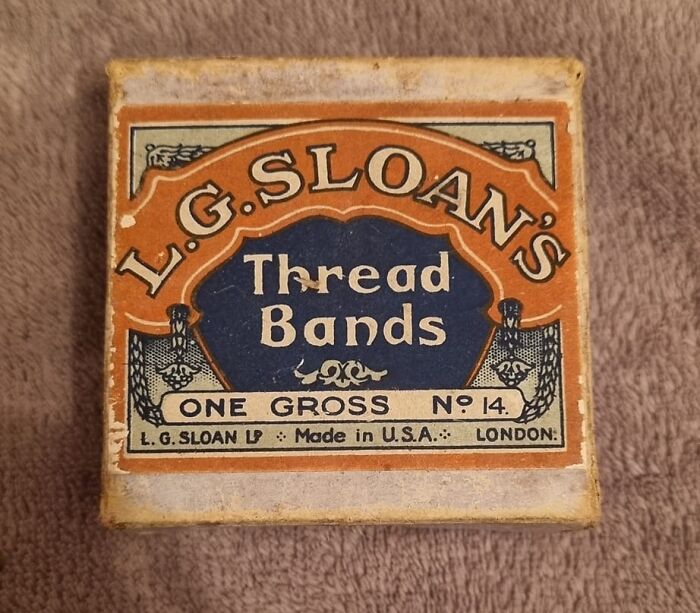 L.G. SLOAN'S
Thread
Bands
ONE GROSS Nº 14.
L. G. SLOAN Lᴰ Made in U.S.A. LONDON.